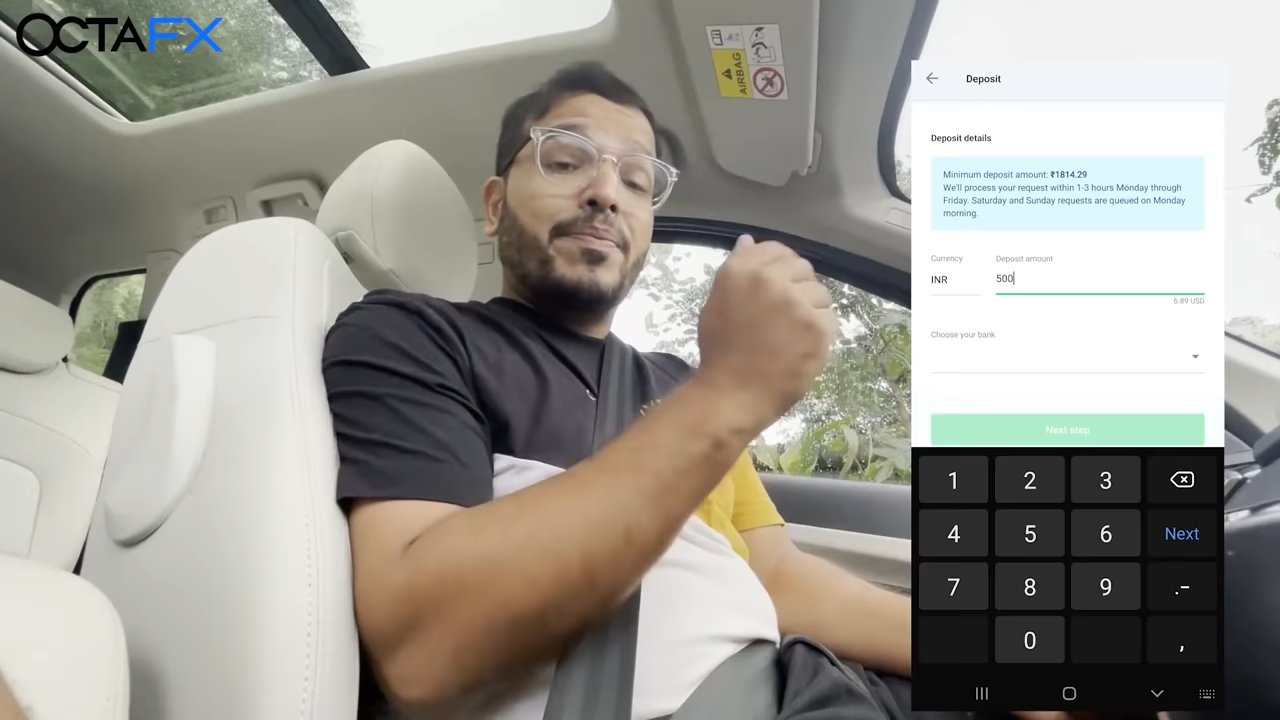 OCTAFX
AIRBAG
Deposit
Deposit details
Minimum deposit amount: ₹1814.29
We'll process your request within 1-3 hours Monday through
Friday. Saturday and Sunday requests are queued on Monday
morning.
Currency
Deposit amount
INR
500
6.89 USD
Choose your bank
Next step
1 2 3
4 5 6 Next
7 8 9 .-
0 ,